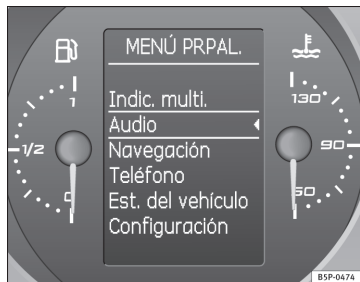 MENÚ PRPAL.
Indic. multi.
Audio
Navegación
Teléfono
Est. del vehículo
Configuración
1
1/2
0
130
90
50
B5P-0474